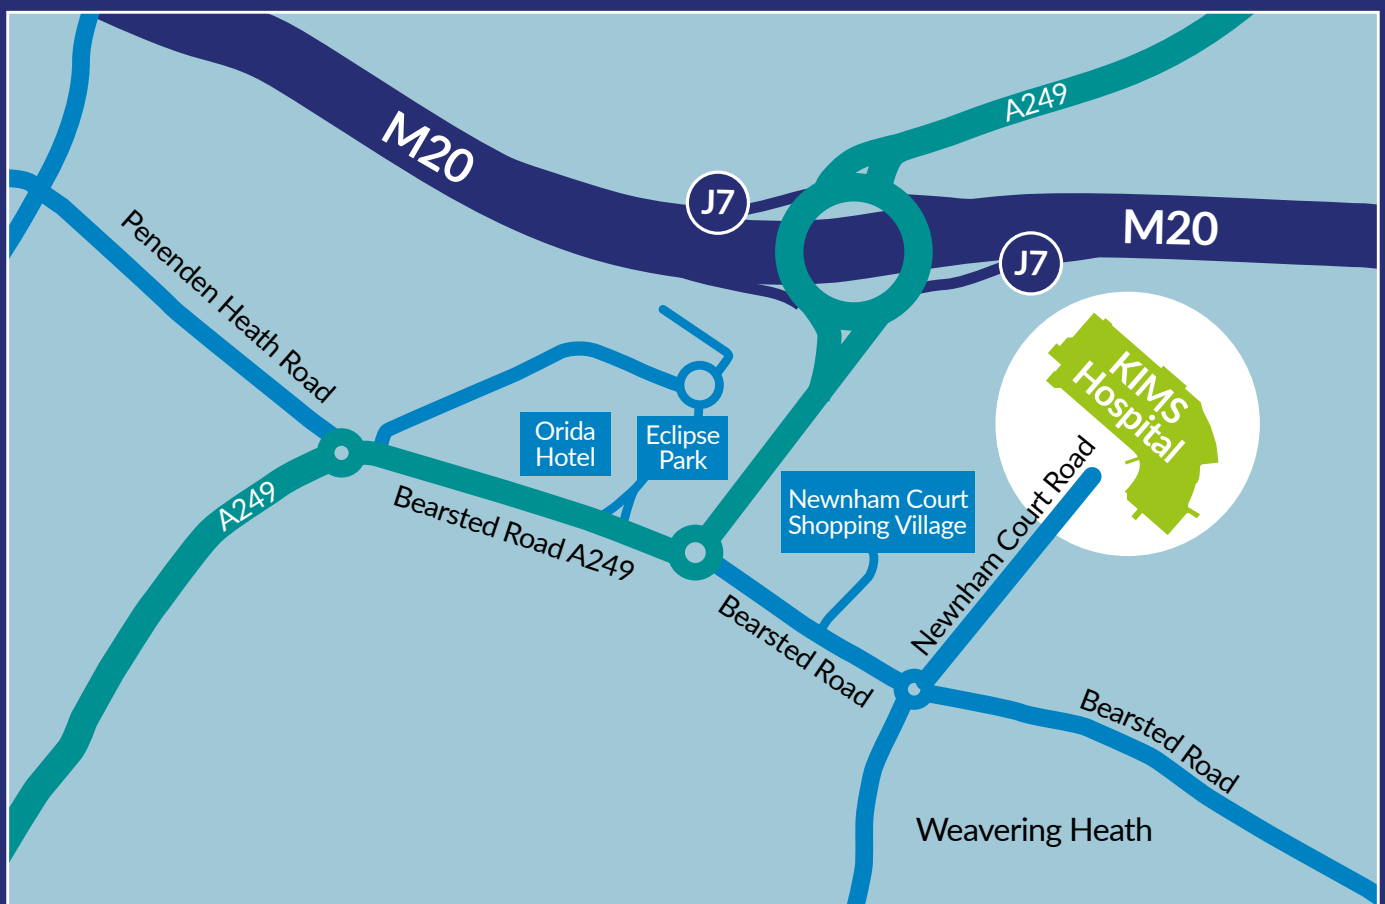 A249
M20
J7
M20
J7
Penenden Heath Road
KIMS
Hospital
Orida
Hotel
Eclipse
Park
A249
Bearsted Road A249
Newnham Court
Shopping Village
Newnham Court Road
Bearsted Road
Bearsted Road
Weavering Heath